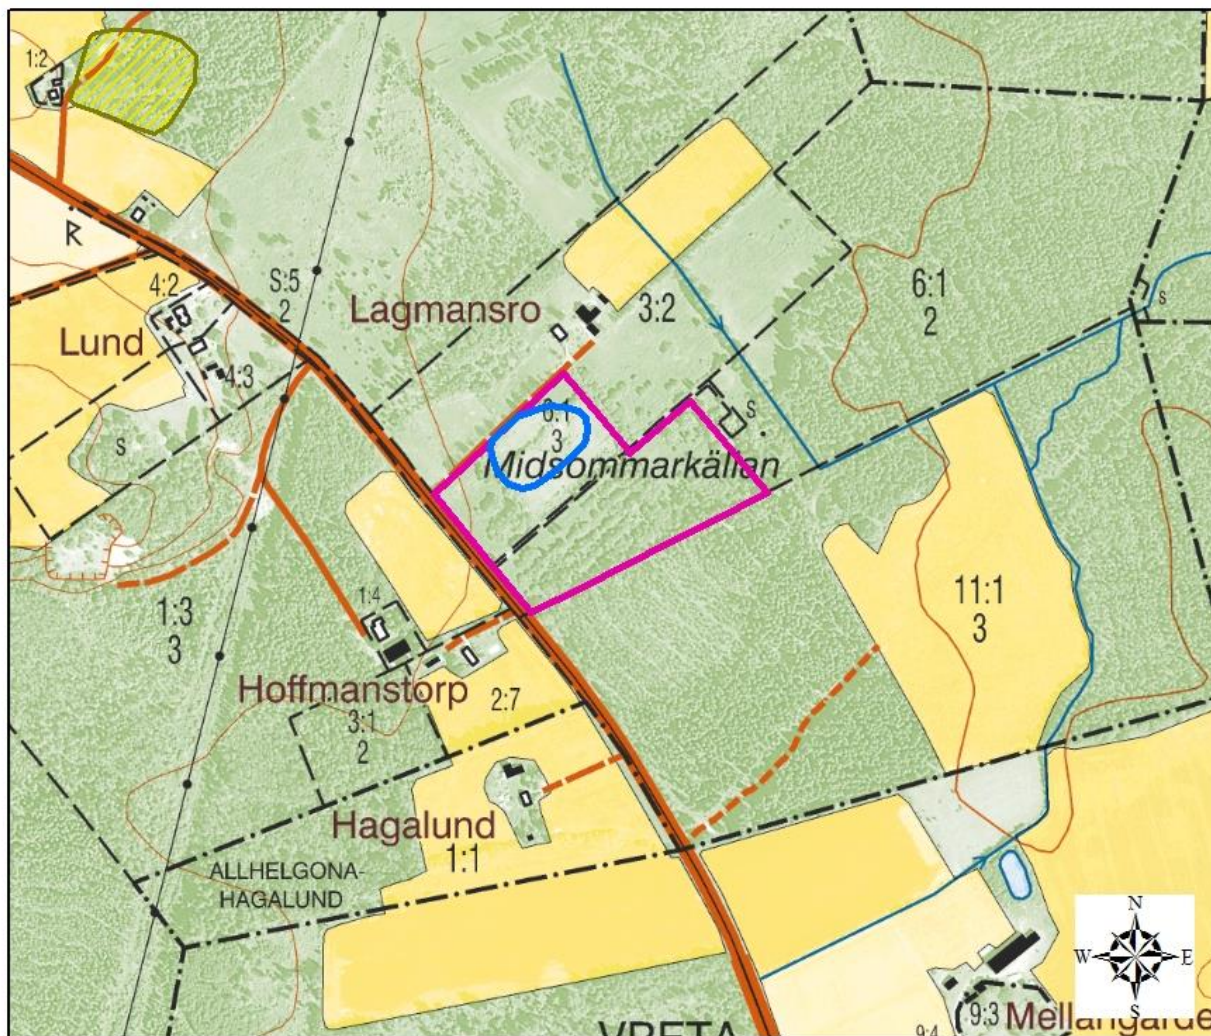 1:2
R
4:2
S:5
2
Lagmansro
3:2
6:1
2
s
Lund
4:3
S
6:1
3
s
Midsommarkällan
1:3
3
1:4
11:1
3
Hoffmanstorp
3:1
2
2:7
Hagalund
1:1
ALLHELGONA-
HAGALUND
N
W
E
S
9:3
Mellangårde
9:4
VRETA